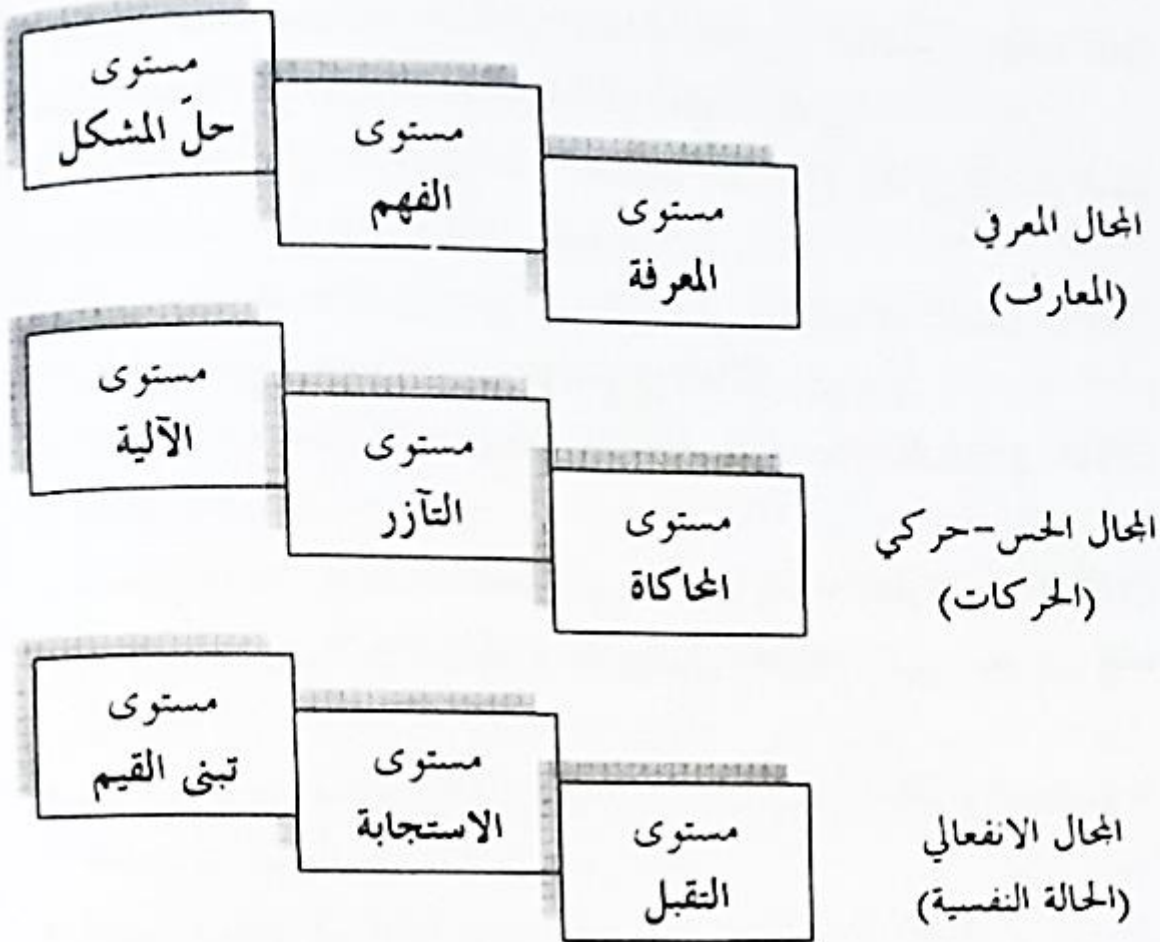 المجال المعرفي
(المعارف)
مستوى
المعرفة
مستوى
الفهم
مستوى
حلّ المشكل
المجال الحس-حركي
(الحركات)
مستوى
المحاكاة
مستوى
التآزر
مستوى
الآلية
المجال الانفعالي
(الحالة النفسية)
مستوى
التقبل
مستوى
الاستجابة
مستوى
تبنى القيم